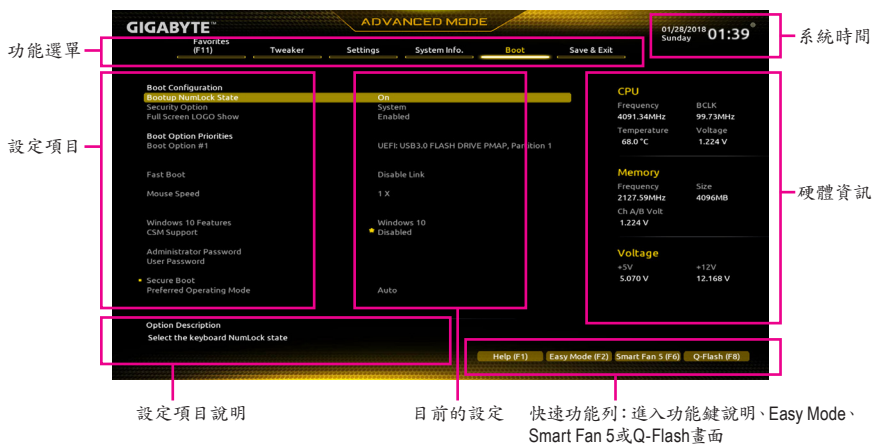 GIGABYTE™
ADVANCED MODE
01/28/2018 01:39
Sunday
系統時間
功能選單
Favorites
(F11)
Tweaker
Settings
System Info.
Boot
Save & Exit
設定項目
Boot Configuration
Bootup NumLock State On
Security Option System
Full Screen LOGO Show Enabled
Boot Option Priorities
Boot Option #1 UEFI: USB3.0 FLASH DRIVE PMAP, Partition 1
Fast Boot Disable Link
Mouse Speed 1 X
Windows 10 Features Windows 10
CSM Support Disabled
Administrator Password
User Password
Secure Boot
Preferred Operating Mode Auto
CPU
Frequency BCLK
4091.34MHz 99.73MHz
Temperature Voltage
68.0 °C 1.224 V
Memory
Frequency Size
2127.59MHz 4096MB
Ch A/B Volt
1.224 V
Voltage
+5V +12V
5.070 V 12.168 V
硬體資訊
Option Description
Select the keyboard NumLock state
Help (F1)
Easy Mode (F2)
Smart Fan 5 (F6)
Q-Flash (F8)
設定項目說明
目前的設定
快速功能列：進入功能鍵說明、Easy Mode、
Smart Fan 5或Q-Flash畫面